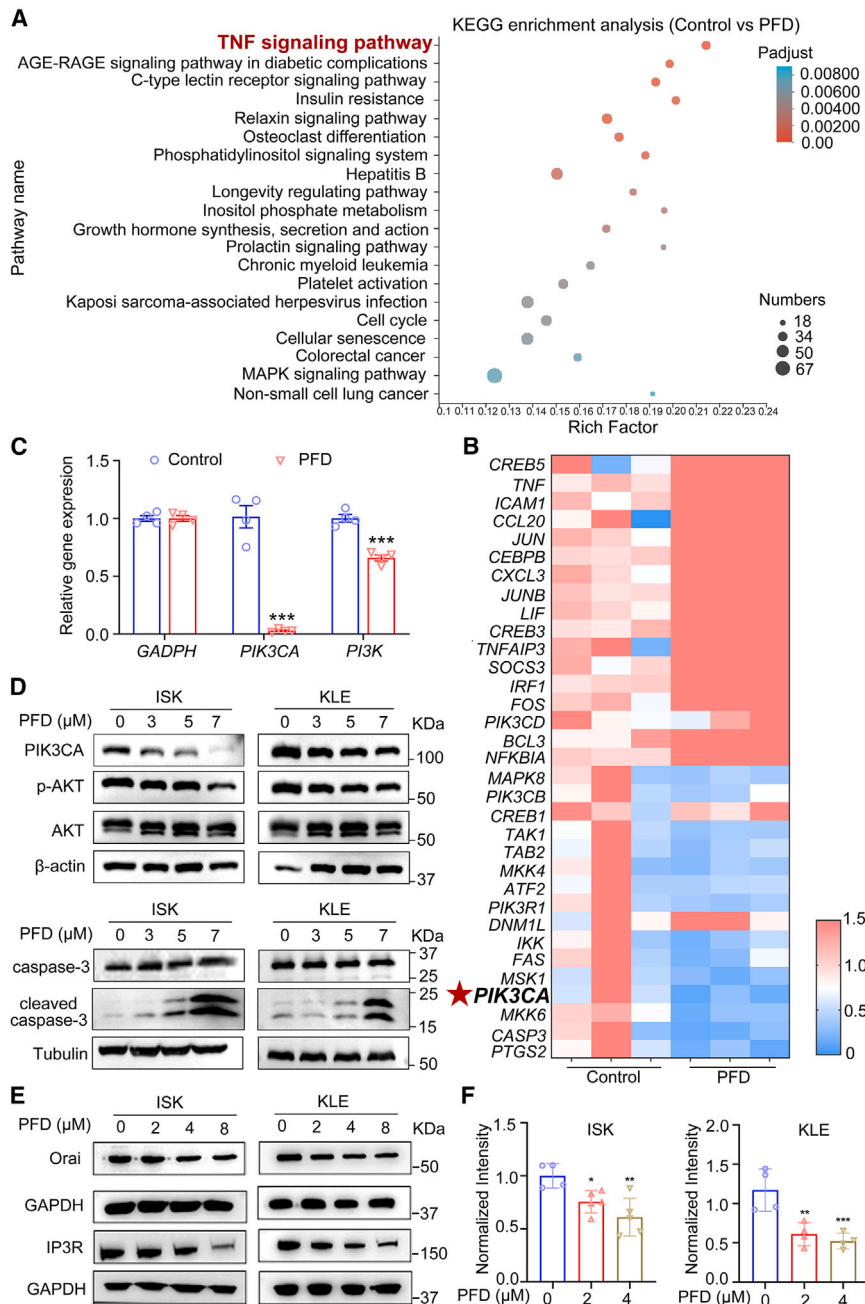 A
KEGG enrichment analysis (Control vs PFD)
Pathway name
TNF signaling pathway
AGE-RAGE signaling pathway in diabetic complications
C-type lectin receptor signaling pathway
Insulin resistance
Relaxin signaling pathway
Osteoclast differentiation
Phosphatidylinositol signaling system
Hepatitis B
Longevity regulating pathway
Inositol phosphate metabolism
Growth hormone synthesis, secretion and action
Prolactin signaling pathway
Chronic myeloid leukemia
Platelet activation
Kaposi sarcoma-associated herpesvirus infection
Cell cycle
Cellular senescence
Colorectal cancer
MAPK signaling pathway
Non-small cell lung cancer
0.1 0.11 0.12 0.13 0.14 0.15 0.16 0.17 0.18 0.19 0.20 0.21 0.22 0.23 0.24
Rich Factor
Padjust
0.00800
0.00600
0.00400
0.00200
0.00
Numbers
18
34
50
67
B
CREB5
TNF
ICAM1
CCL20
JUN
CEBPB
CXCL3
JUNB
LIF
CREB3
TNFAIP3
SOCS3
IRF1
FOS
PIK3CD
BCL3
NFKBIA
MAPK8
PIK3CB
CREB1
TAK1
TAB2
MKK4
ATF2
PIK3R1
DNM1L
IKK
FAS
MSK1
PIK3CA
MKK6
CASP3
PTGS2
Control PFD
1.5
1.0
0.5
0
C
Control PFD
Relative gene expression
1.5
1.0
0.5
0.0
***
***
GADPH PIK3CA PI3K
D
ISK KLE
PFD (μM) 0 3 5 7 0 3 5 7 KDa
PIK3CA 100
p-AKT 50
AKT 50
β-actin 37
ISK KLE
PFD (μM) 0 3 5 7 0 3 5 7 KDa
caspase-3 37
25
cleaved caspase-3 25
15
Tubulin 50
E
ISK KLE
PFD (μM) 0 2 4 8 0 2 4 8 KDa
Orai 50
GAPDH 37
IP3R 150
GAPDH 37
F
ISK
Normalized Intensity
1.5
1.0
0.5
0.0
*
**
PFD (μM) 0 2 4
KLE
Normalized Intensity
2.0
1.5
1.0
0.5
0.0
**
***
0 2 4